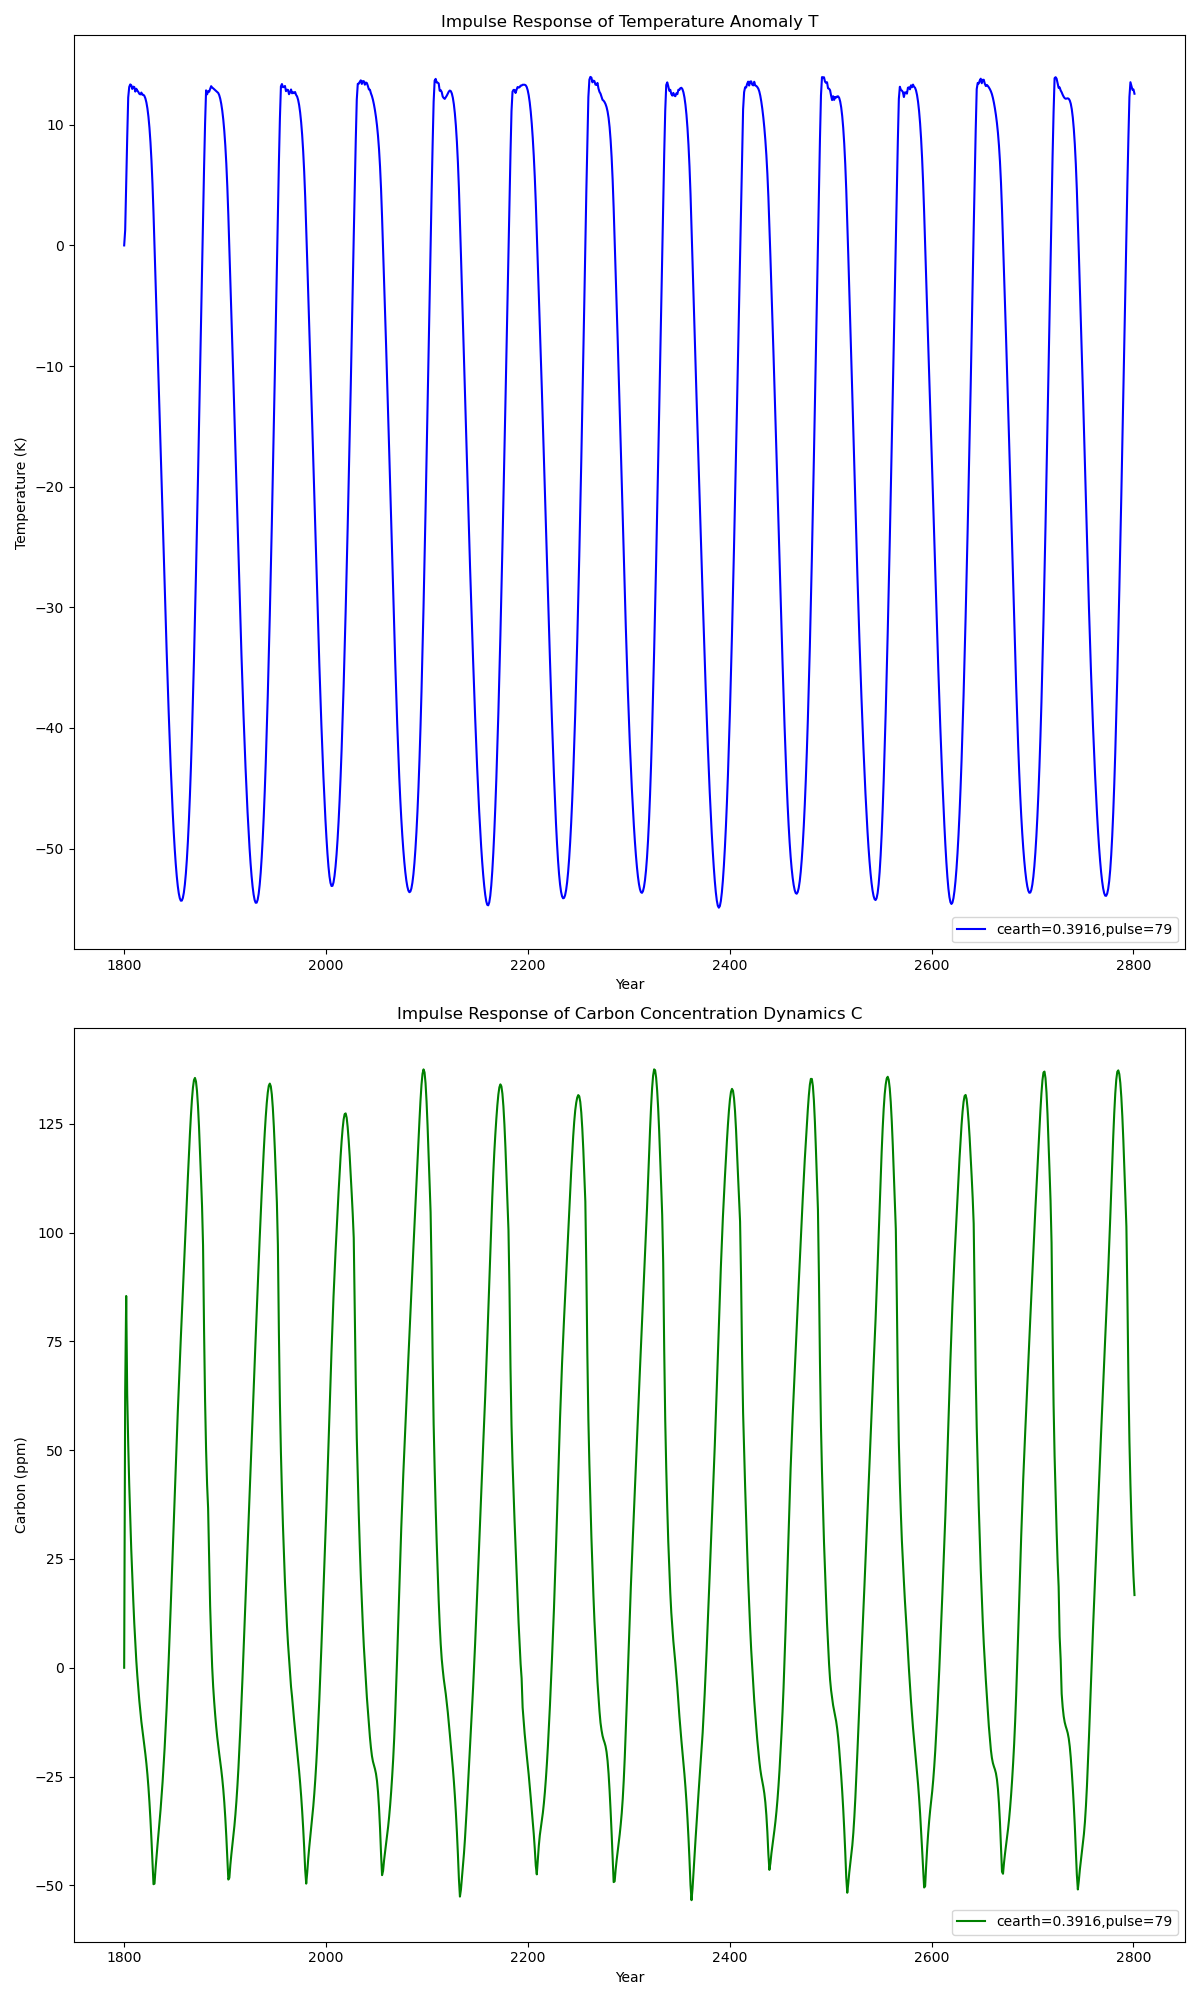 Impulse Response of Temperature Anomaly T
10
0
−10
−20
−30
−40
−50
Temperature (K)
cearth=0.3916,pulse=79
1800 2000 2200 2400 2600 2800
Year
Impulse Response of Carbon Concentration Dynamics C
125
100
75
50
25
0
−25
−50
Carbon (ppm)
cearth=0.3916,pulse=79
1800 2000 2200 2400 2600 2800
Year